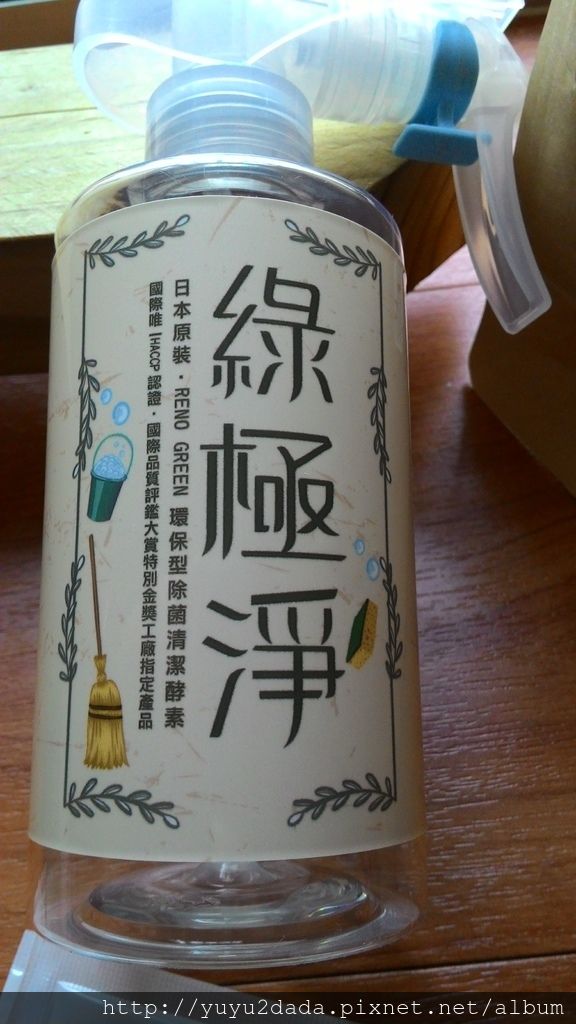 綠極淨
日本原裝・RENO GREEN 環保型除菌清潔酵素
國際唯一HACCP認證・國際品質評鑑大賞特別金獎工廠指定產品
http://yuyu2dada.pixnet.net/album